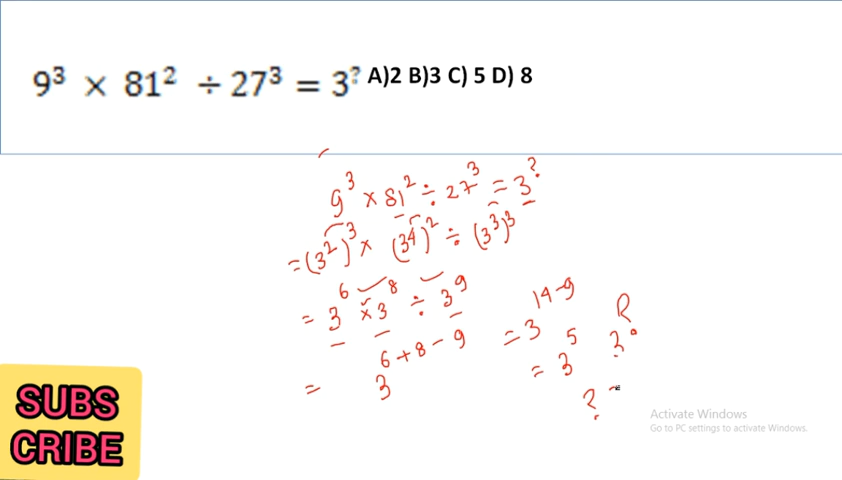 9³ × 81² ÷ 27³ = 3? A)2 B)3 C) 5 D) 8
9³ × 81² ÷ 27³ = 3?
= (3²)³ × (3⁴)² ÷ (3³)³
= 3⁶ × 3⁸ ÷ 3⁹
= 3⁶⁺⁸⁻⁹
= 3¹⁴⁻⁹
= 3⁵
3?
?
SUBS
CRIBE
Activate Windows
Go to PC settings to activate Windows.